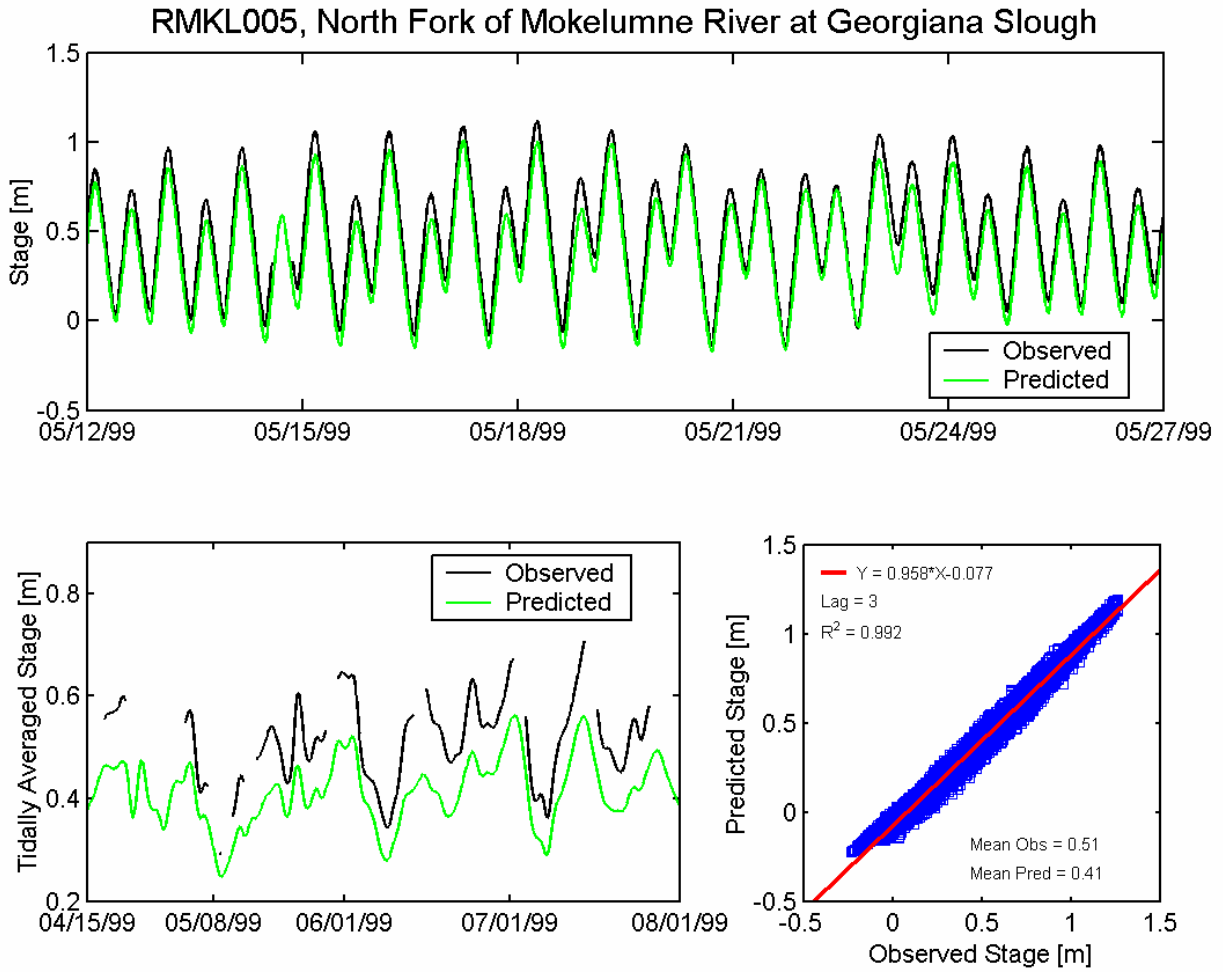 RMKL005, North Fork of Mokelumne River at Georgiana Slough
1.5
1
0.5
0
-0.5
Stage [m]
Observed
Predicted
05/12/99
05/15/99
05/18/99
05/21/99
05/24/99
05/27/99
0.8
0.6
0.4
0.2
Tidally Averaged Stage [m]
Observed
Predicted
04/15/99
05/08/99
06/01/99
07/01/99
08/01/99
1.5
1
0.5
0
-0.5
Predicted Stage [m]
Y = 0.958*X-0.077
Lag = 3
R² = 0.992
Mean Obs = 0.51
Mean Pred = 0.41
-0.5
0
0.5
1
1.5
Observed Stage [m]